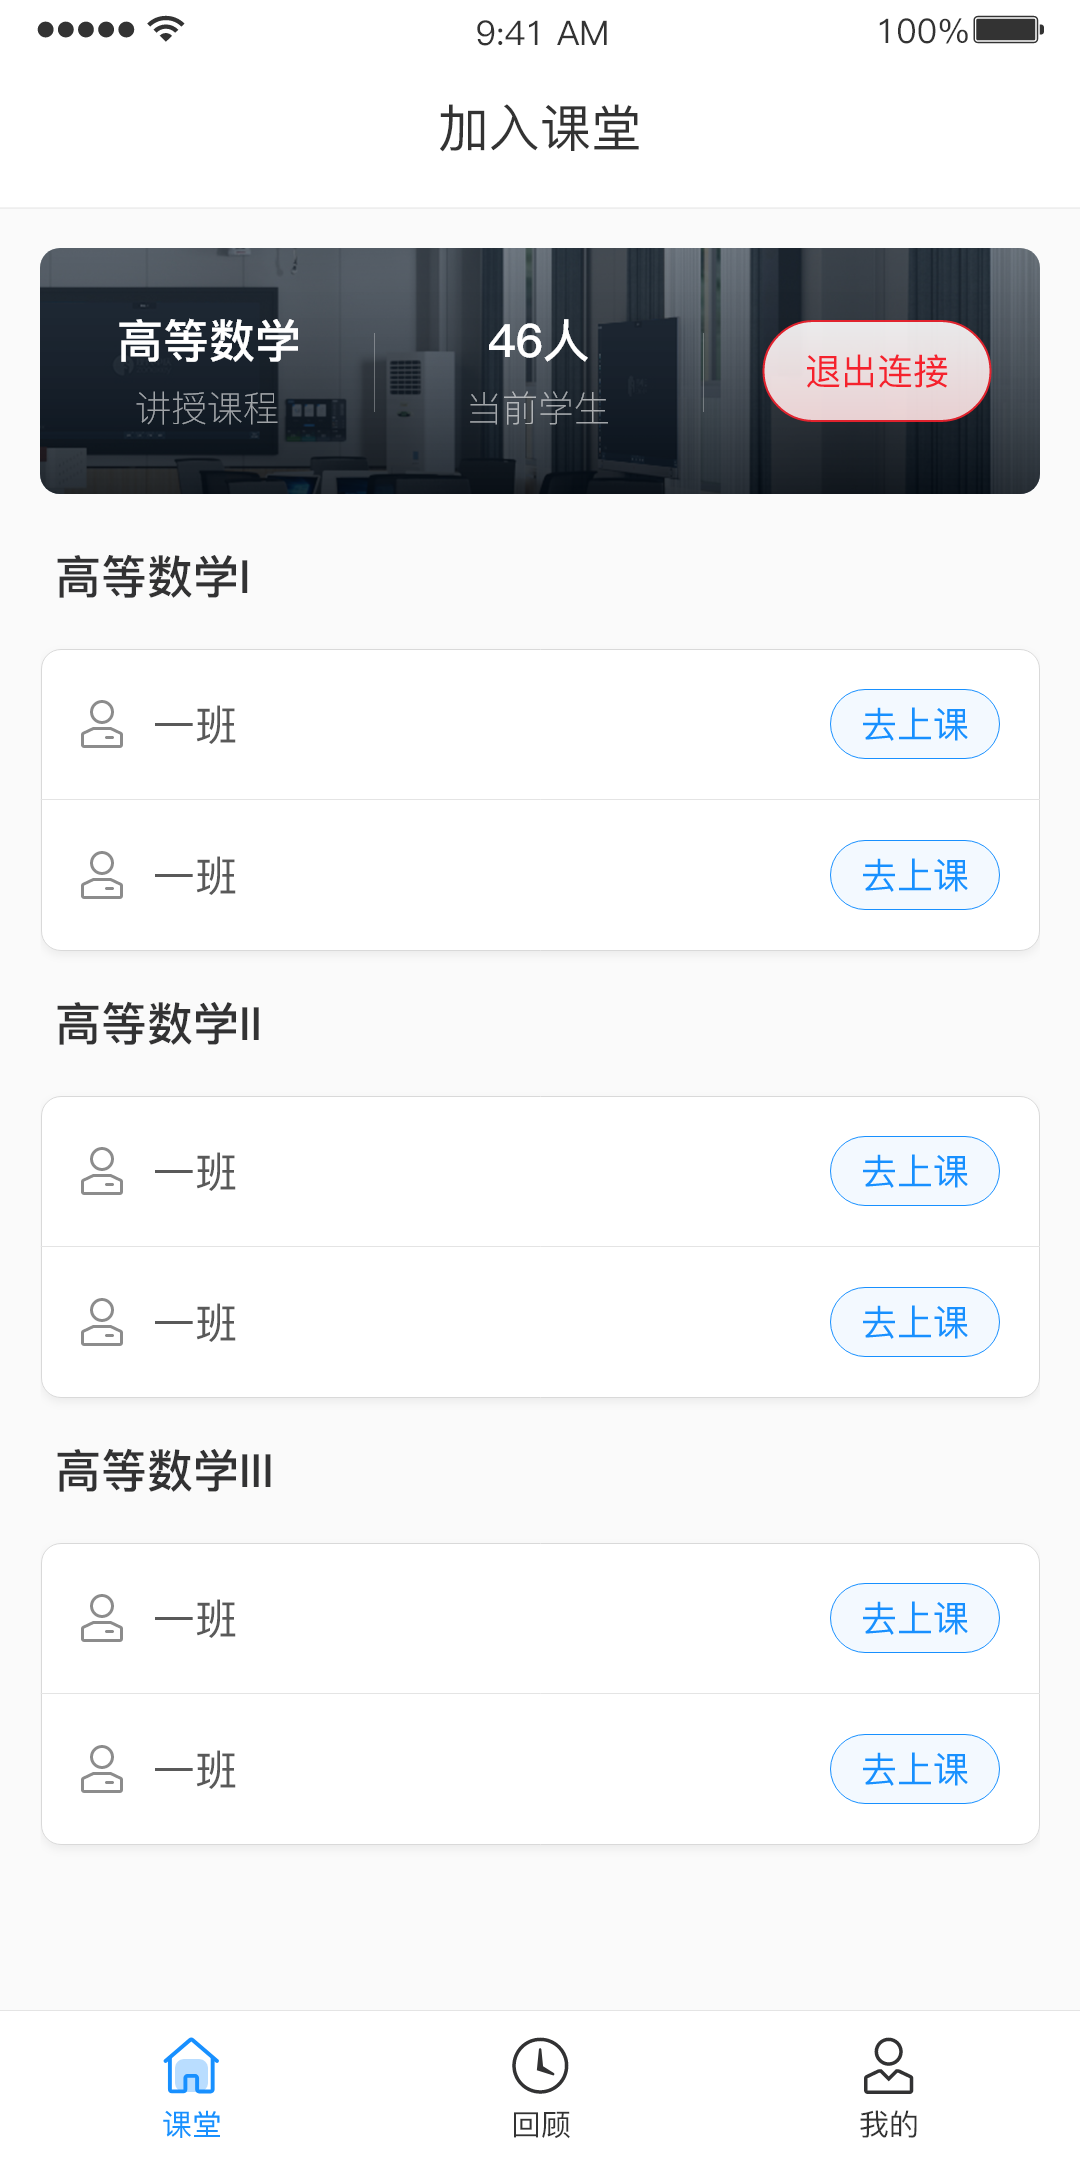 9:41 AM
100%
加入课堂
高等数学
46人
讲授课程
当前学生
退出连接
高等数学I
一班
去上课
一班
去上课
高等数学II
一班
去上课
一班
去上课
高等数学III
一班
去上课
一班
去上课
课堂
回顾
我的